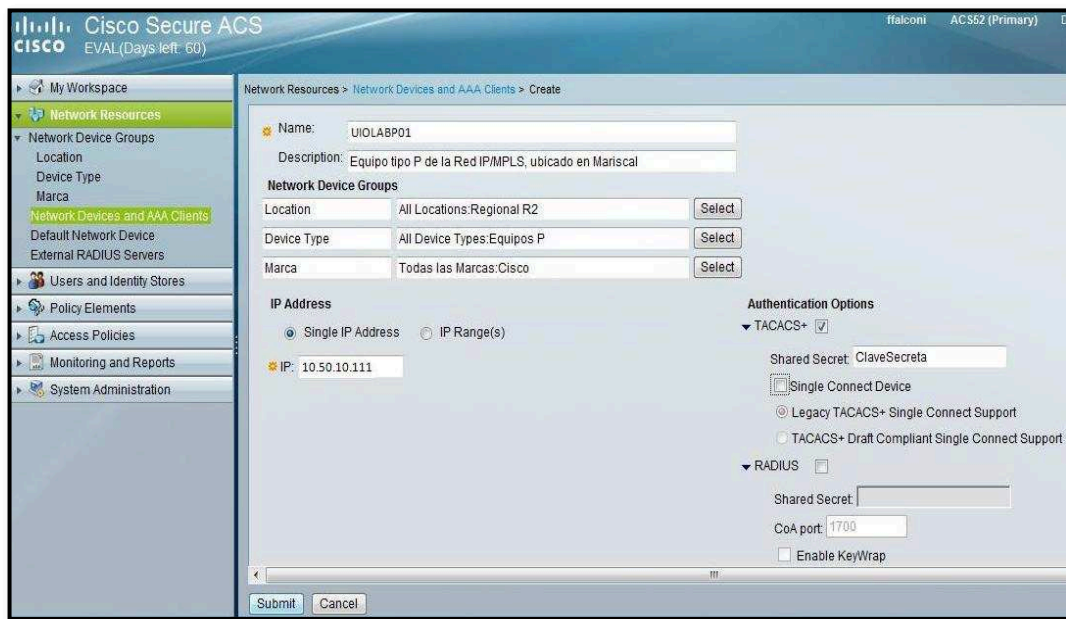 Cisco Secure ACS
CISCO EVAL(Days left: 60)
ffalconi ACS52 (Primary)
My Workspace
Network Resources
Network Device Groups
Location
Device Type
Marca
Network Devices and AAA Clients
Default Network Device
External RADIUS Servers
Users and Identity Stores
Policy Elements
Access Policies
Monitoring and Reports
System Administration
Network Resources > Network Devices and AAA Clients > Create
Name: UIOLABP01
Description: Equipo tipo P de la Red IP/MPLS, ubicado en Mariscal
Network Device Groups
Location All Locations:Regional R2 Select
Device Type All Device Types:Equipos P Select
Marca Todas las Marcas:Cisco Select
IP Address
Single IP Address IP Range(s)
IP: 10.50.10.111
Authentication Options
TACACS+
Shared Secret: ClaveSecreta
Single Connect Device
Legacy TACACS+ Single Connect Support
TACACS+ Draft Compliant Single Connect Support
RADIUS
Shared Secret:
CoA port: 1700
Enable KeyWrap
Submit Cancel